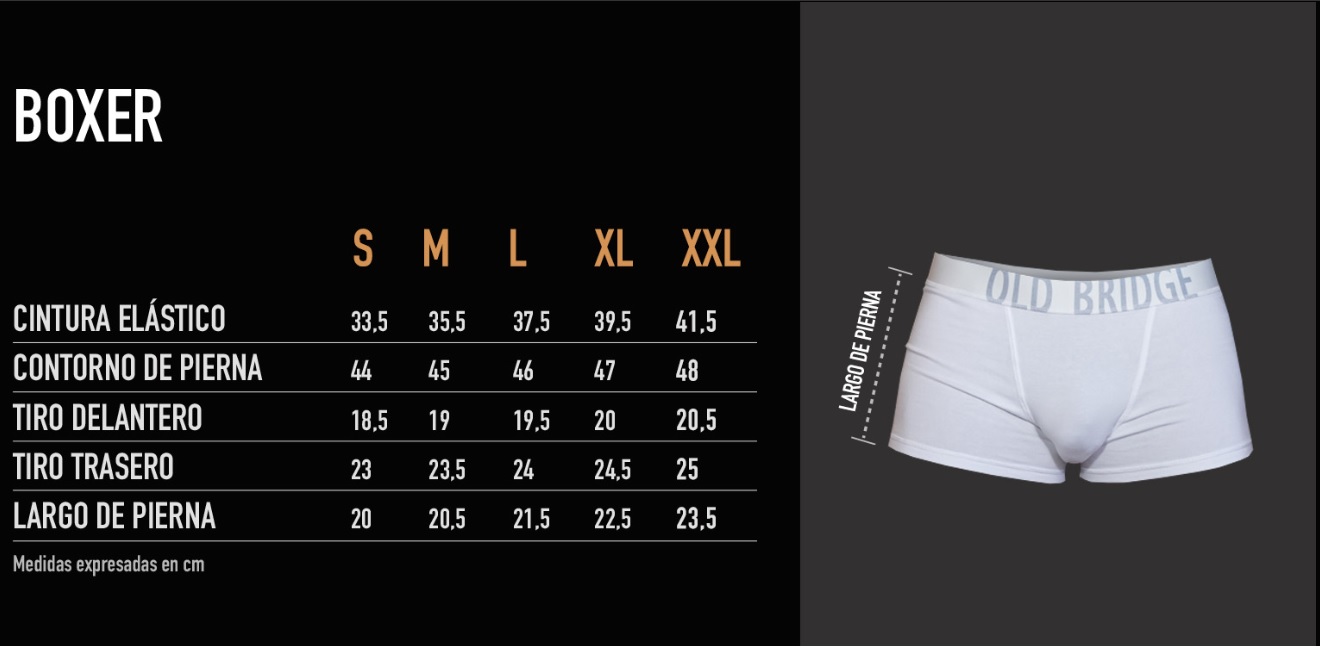 BOXER
S M L XL XXL
CINTURA ELÁSTICO 33,5 35,5 37,5 39,5 41,5
CONTORNO DE PIERNA 44 45 46 47 48
TIRO DELANTERO 18,5 19 19,5 20 20,5
TIRO TRASERO 23 23,5 24 24,5 25
LARGO DE PIERNA 20 20,5 21,5 22,5 23,5
Medidas expresadas en cm
LARGO DE PIERNA
OLD BRIDGE